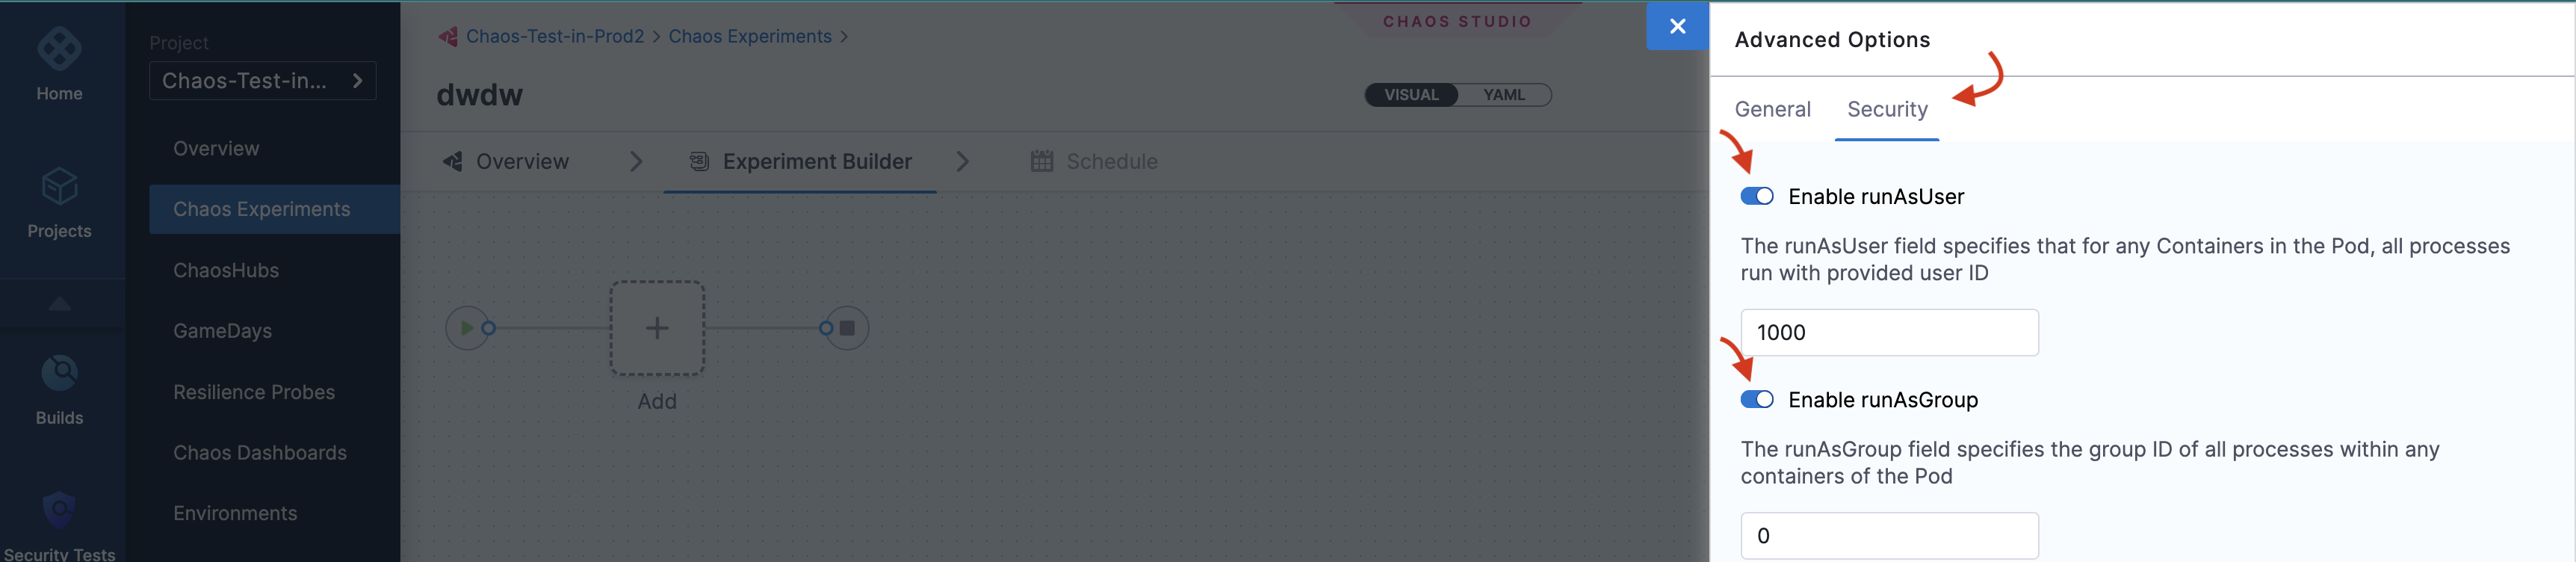 Home
Projects
Builds
Security Tests
Project
Chaos-Test-in...
Overview
Chaos Experiments
ChaosHubs
GameDays
Resilience Probes
Chaos Dashboards
Environments
Chaos-Test-in-Prod2 > Chaos Experiments >
CHAOS STUDIO
dwdw
VISUAL YAML
Overview > Experiment Builder > Schedule
Add
Advanced Options
General Security
Enable runAsUser
The runAsUser field specifies that for any Containers in the Pod, all processes
run with provided user ID
1000
Enable runAsGroup
The runAsGroup field specifies the group ID of all processes within any
containers of the Pod
0